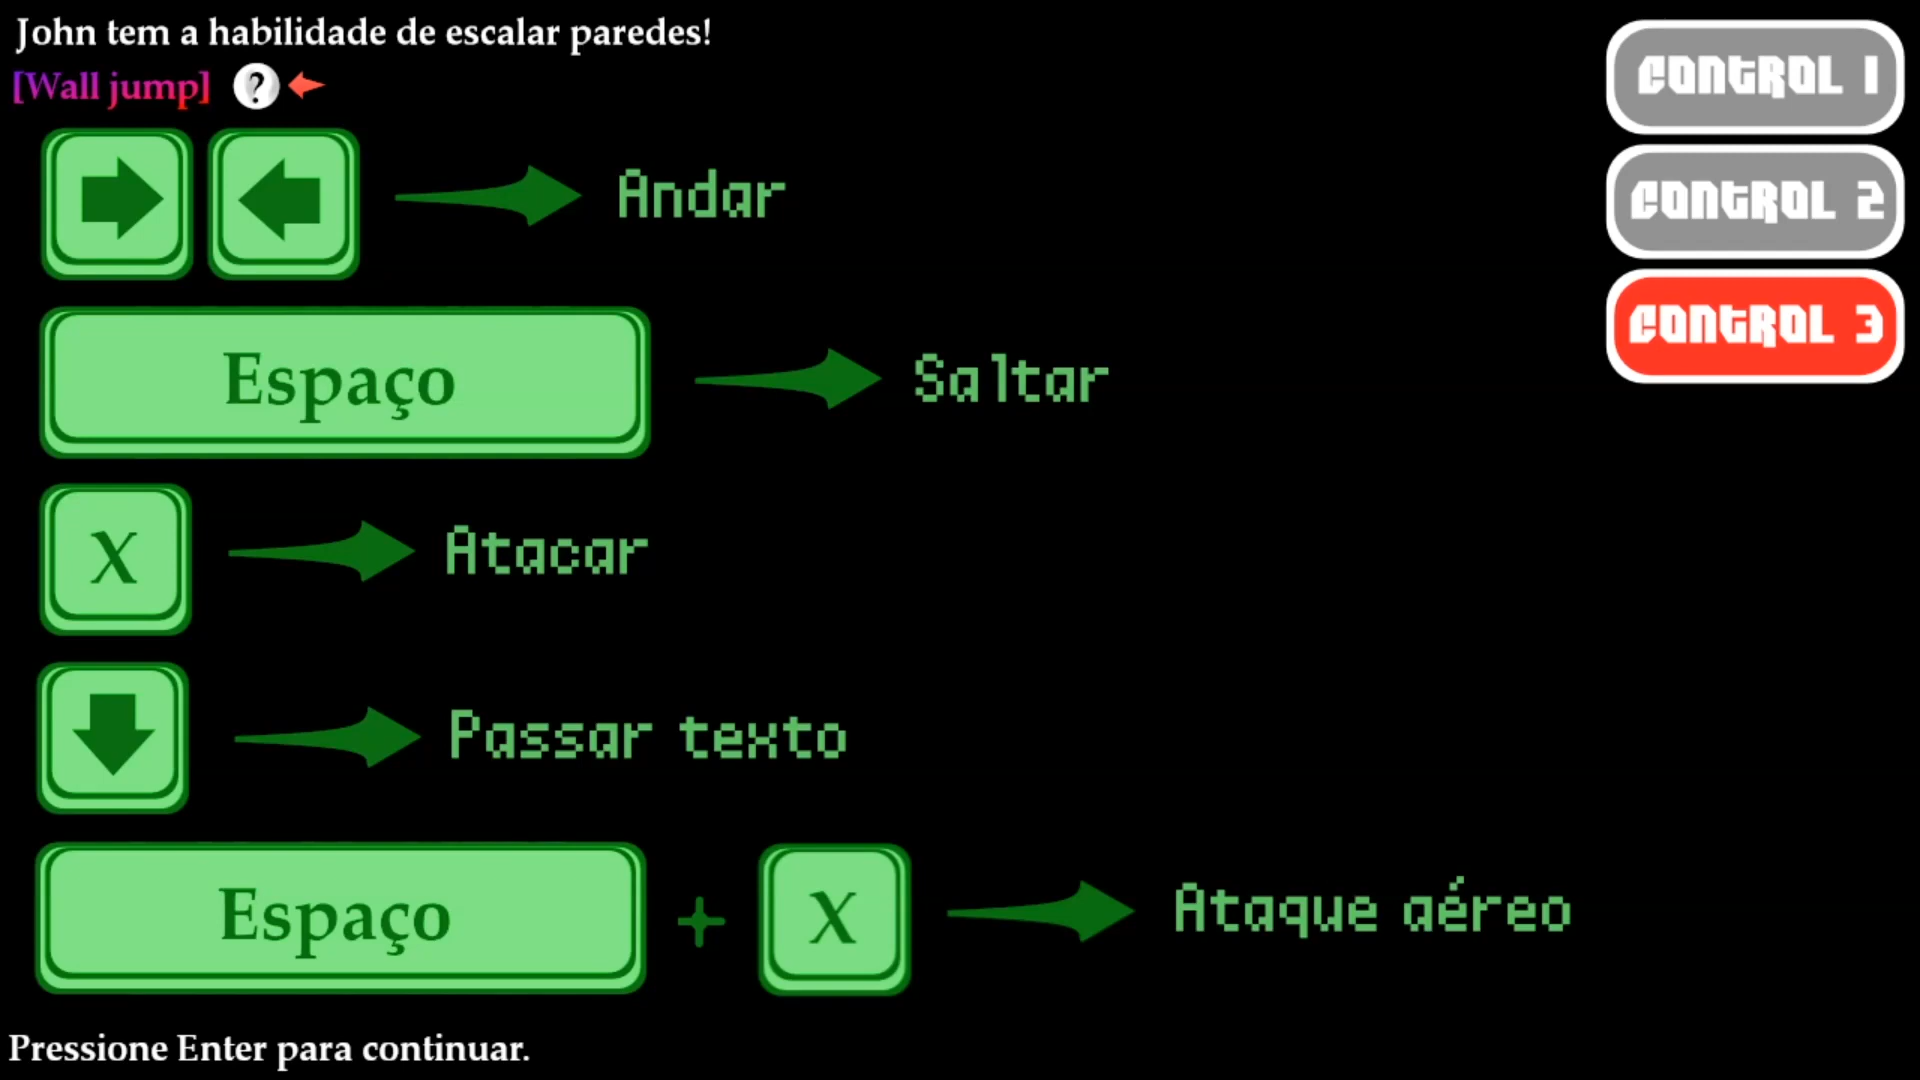 John tem a habilidade de escalar paredes!
[Wall jump] ?
CONTROL 1
CONTROL 2
CONTROL 3
Andar
Espaço
Saltar
X
Atacar
Passar texto
Espaço + X
Ataque aéreo
Pressione Enter para continuar.